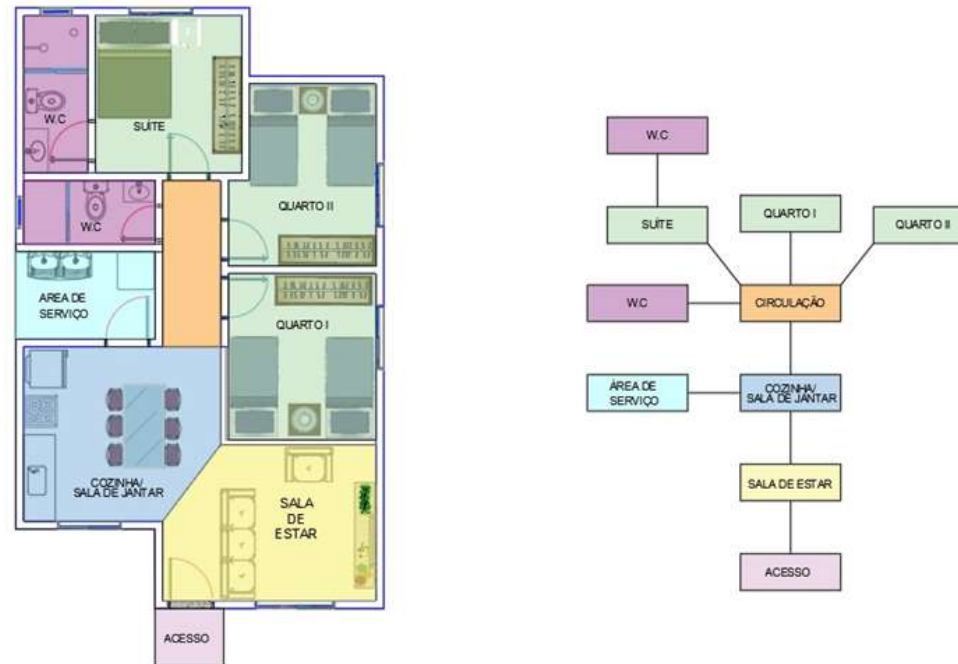 W.C
SUÍTE
QUARTO II
W.C
AREA DE
SERVIÇO
QUARTO I
COZINHA/
SALA DE JANTAR
SALA
DE
ESTAR
ACESSO
W.C
SUÍTE
QUARTO I
QUARTO II
W.C
CIRCULAÇÃO
ÁREA DE
SERVIÇO
COZINHA/
SALA DE JANTAR
SALA DE ESTAR
ACESSO